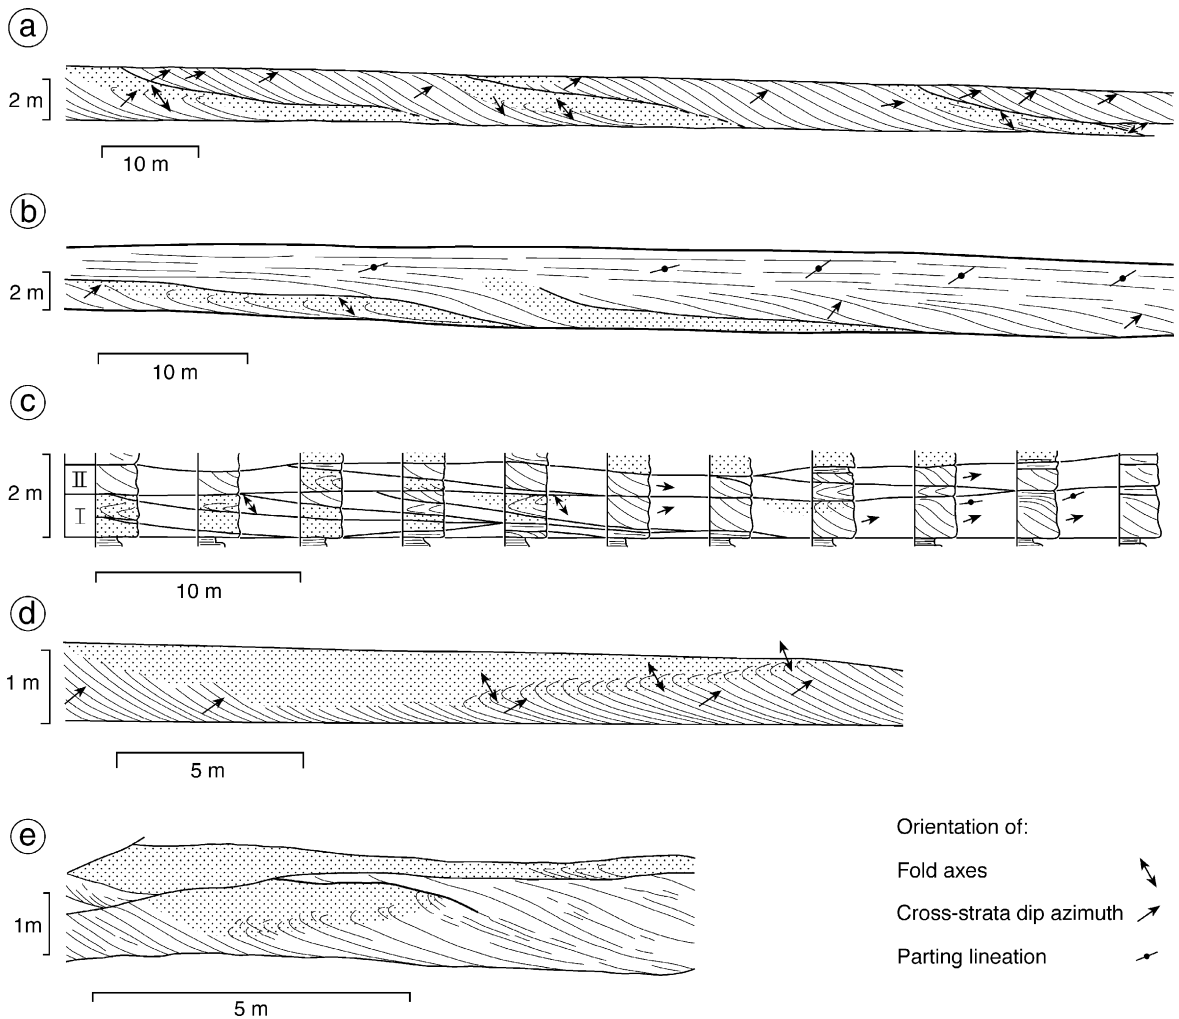 a
2 m
10 m
b
2 m
10 m
c
2 m
II
I
10 m
d
1 m
5 m
e
1m
5 m
Orientation of:
Fold axes
Cross-strata dip azimuth
Parting lineation